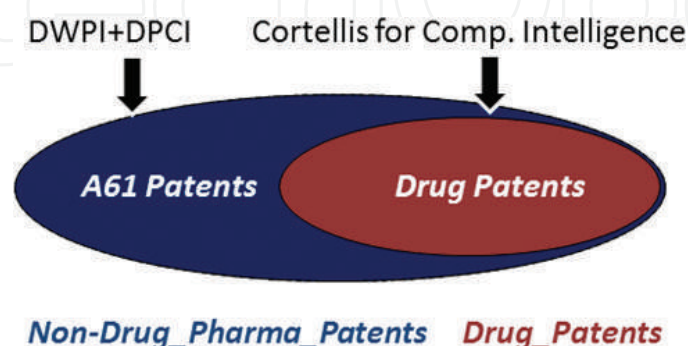 DWPI+DPCI Cortellis for Comp. Intelligence
A61 Patents Drug Patents
Non-Drug_Pharma_Patents Drug_Patents